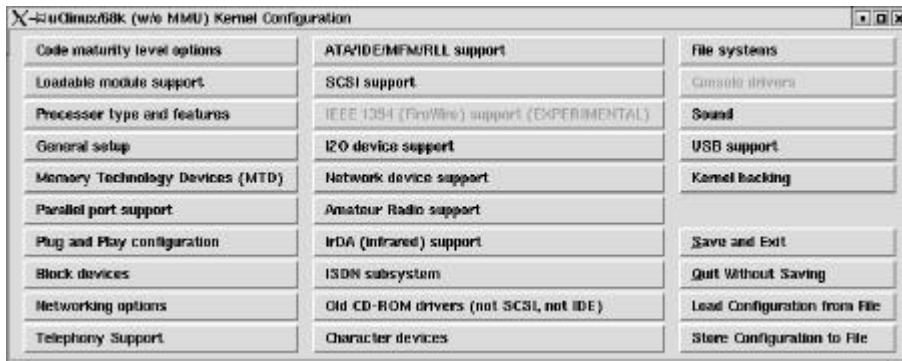 uClinux/68k (w/o MMU) Kernel Configuration
Code maturity level options
Loadable module support
Processor type and features
General setup
Memory Technology Devices (MTD)
Parallel port support
Plug and Play configuration
Block devices
Networking options
Telephony Support
ATA/IDE/MFM/RLL support
SCSI support
IEEE 1394 (FireWire) support (EXPERIMENTAL)
I2O device support
Network device support
Amateur Radio support
IrDA (infrared) support
ISDN subsystem
Old CD-ROM drivers (not SCSI, not IDE)
Character devices
File systems
Console drivers
Sound
USB support
Kernel hacking
Save and Exit
Quit Without Saving
Load Configuration from File
Store Configuration to File